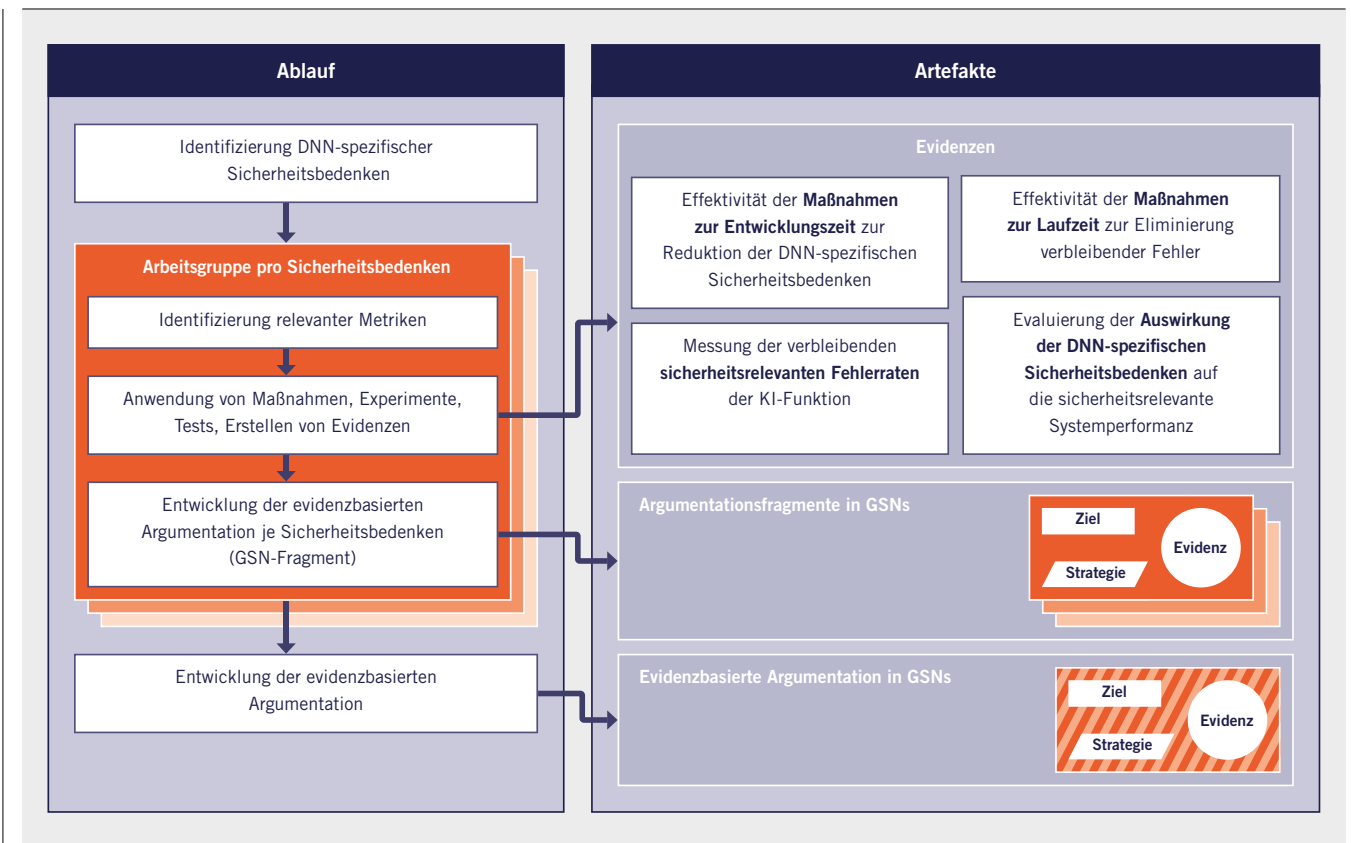 Ablauf
Identifizierung DNN-spezifischer
Sicherheitsbedenken
Arbeitsgruppe pro Sicherheitsbedenken
Identifizierung relevanter Metriken
Anwendung von Maßnahmen, Experimente,
Tests, Erstellen von Evidenzen
Entwicklung der evidenzbasierten
Argumentation je Sicherheitsbedenken
(GSN-Fragment)
Entwicklung der evidenzbasierten
Argumentation
Artefakte
Evidenzen
Effektivität der Maßnahmen
zur Entwicklungszeit zur
Reduktion der DNN-spezifischen
Sicherheitsbedenken
Effektivität der Maßnahmen
zur Laufzeit zur Eliminierung
verbleibender Fehler
Messung der verbleibenden
sicherheitsrelevanten Fehlerraten
der KI-Funktion
Evaluierung der Auswirkung
der DNN-spezifischen
Sicherheitsbedenken auf
die sicherheitsrelevante
Systemperformanz
Argumentationsfragmente in GSNs
Ziel
Evidenz
Strategie
Evidenzbasierte Argumentation in GSNs
Ziel
Evidenz
Strategie